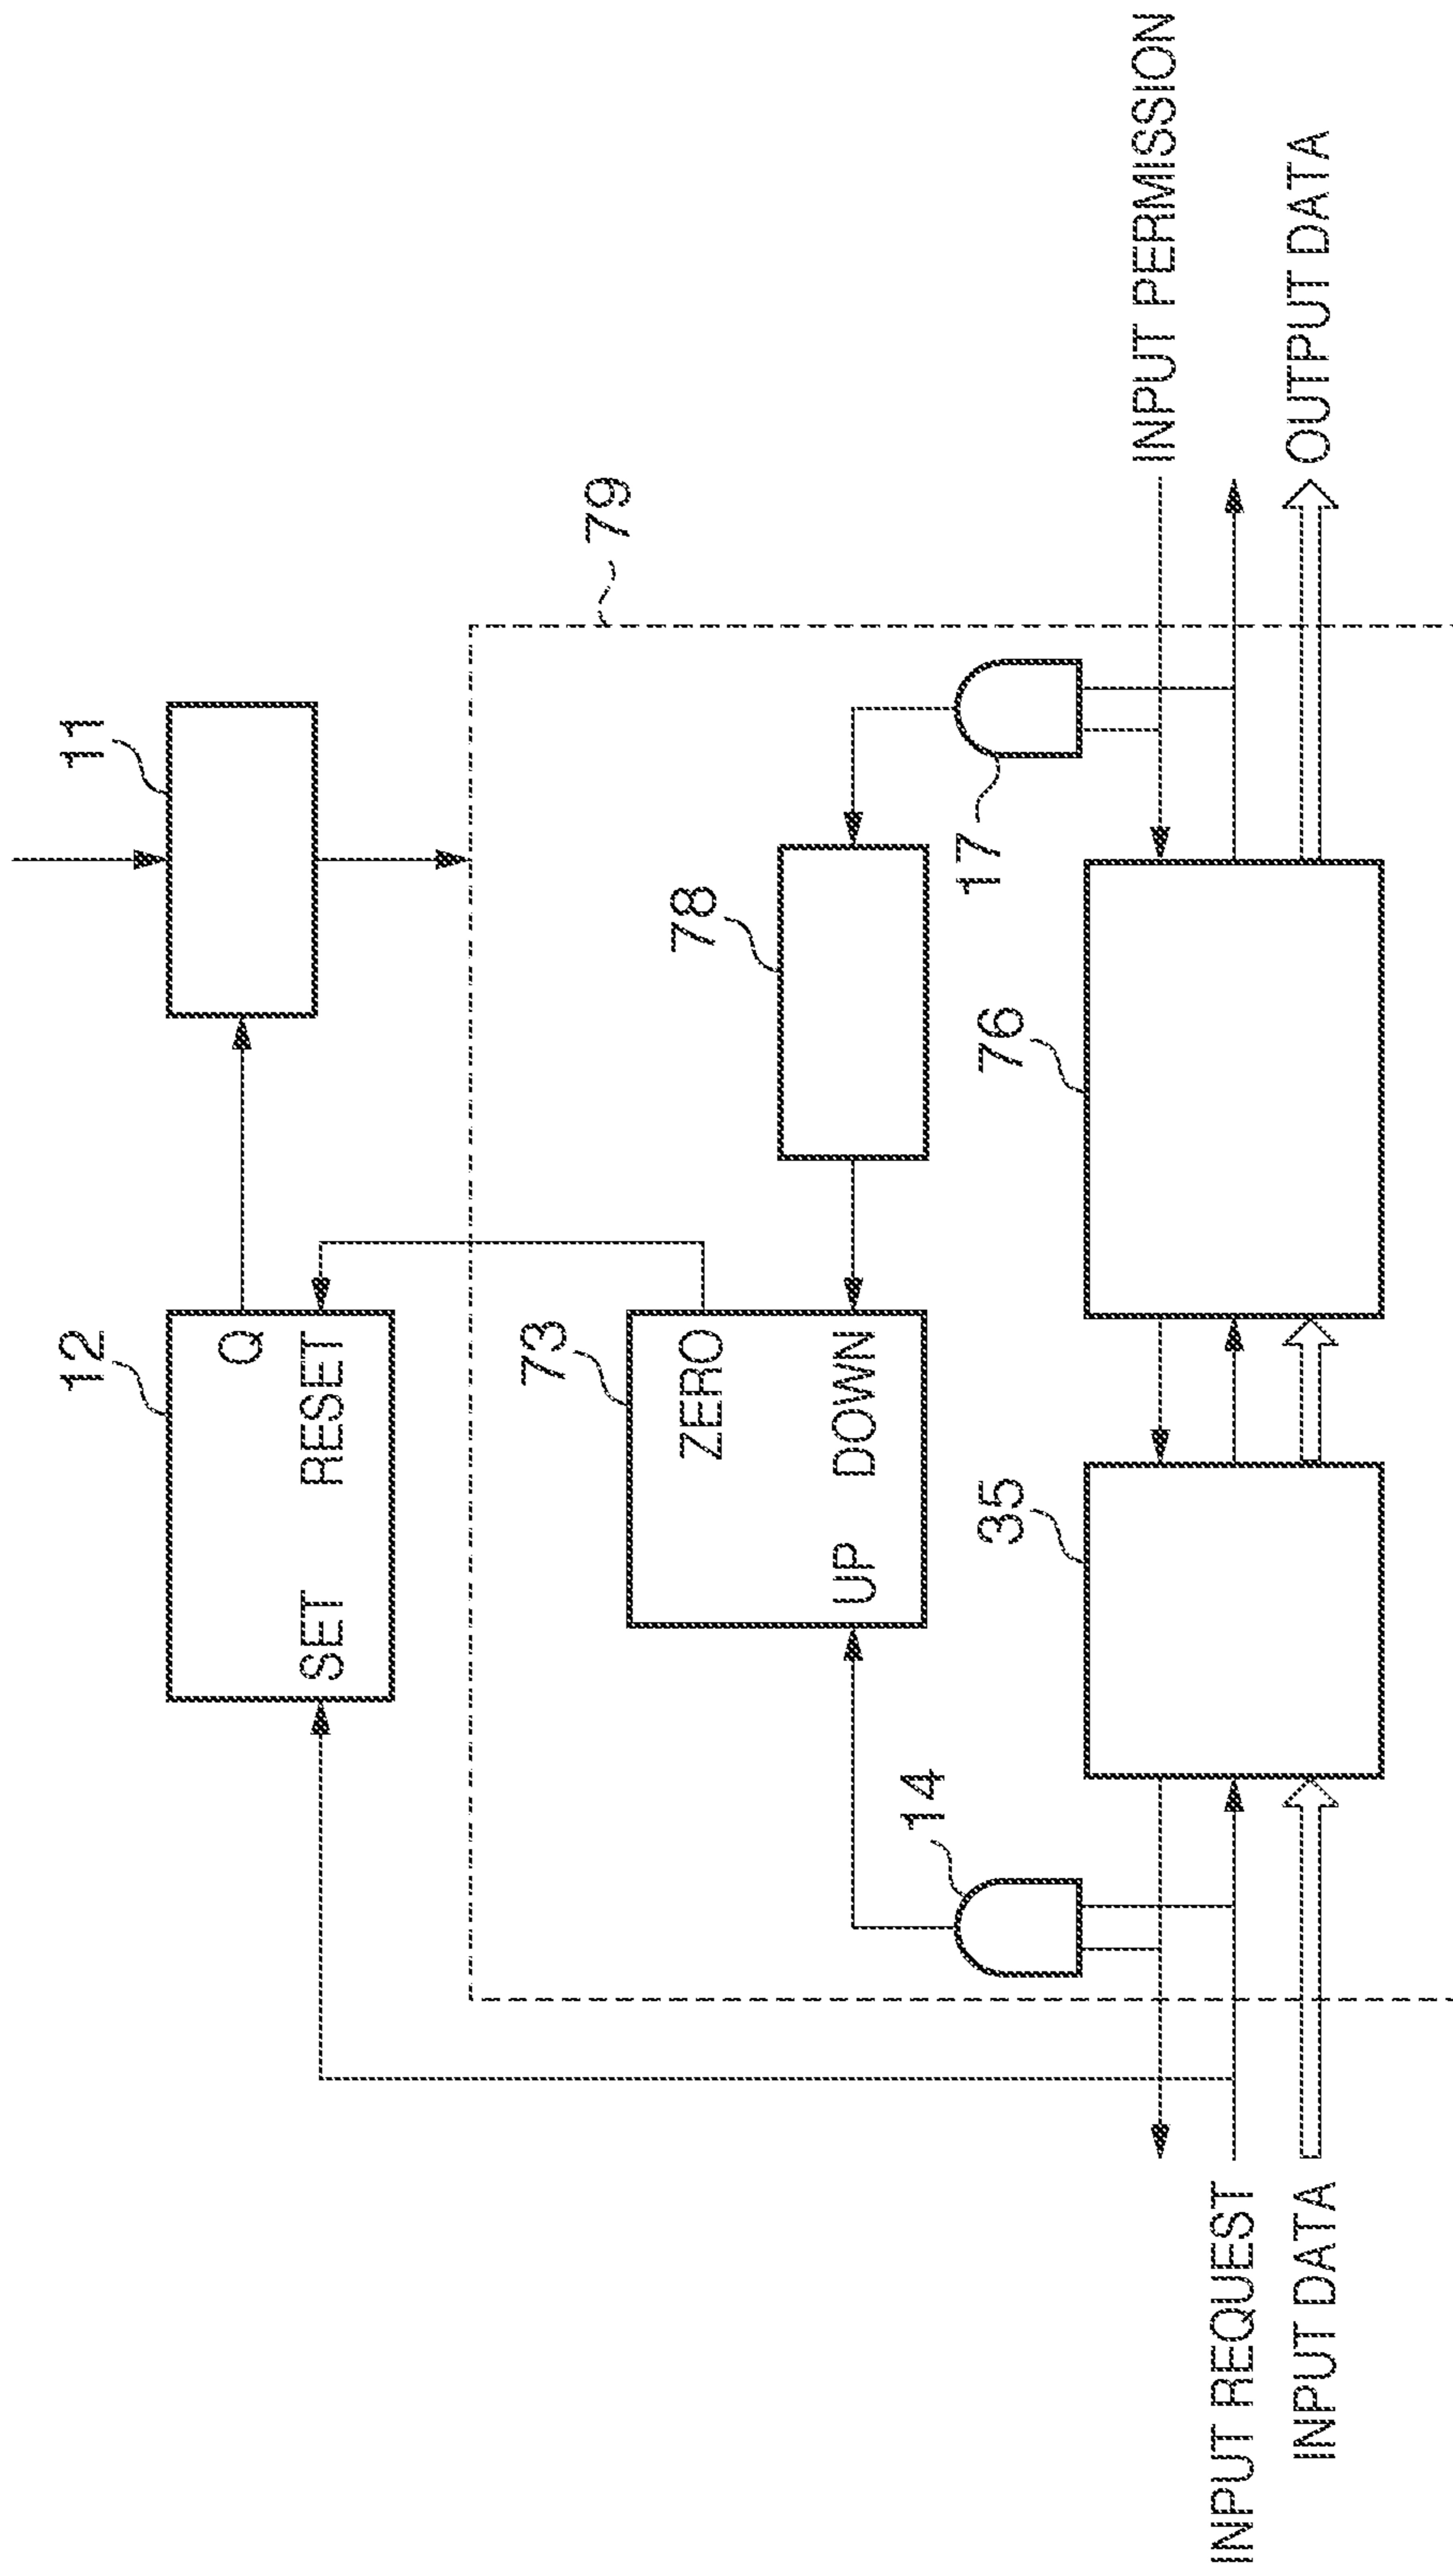 11
12
Q
SET RESET
79
73
ZERO
UP DOWN
78
14
17
35
76
INPUT PERMISSION
INPUT REQUEST
INPUT DATA
OUTPUT DATA